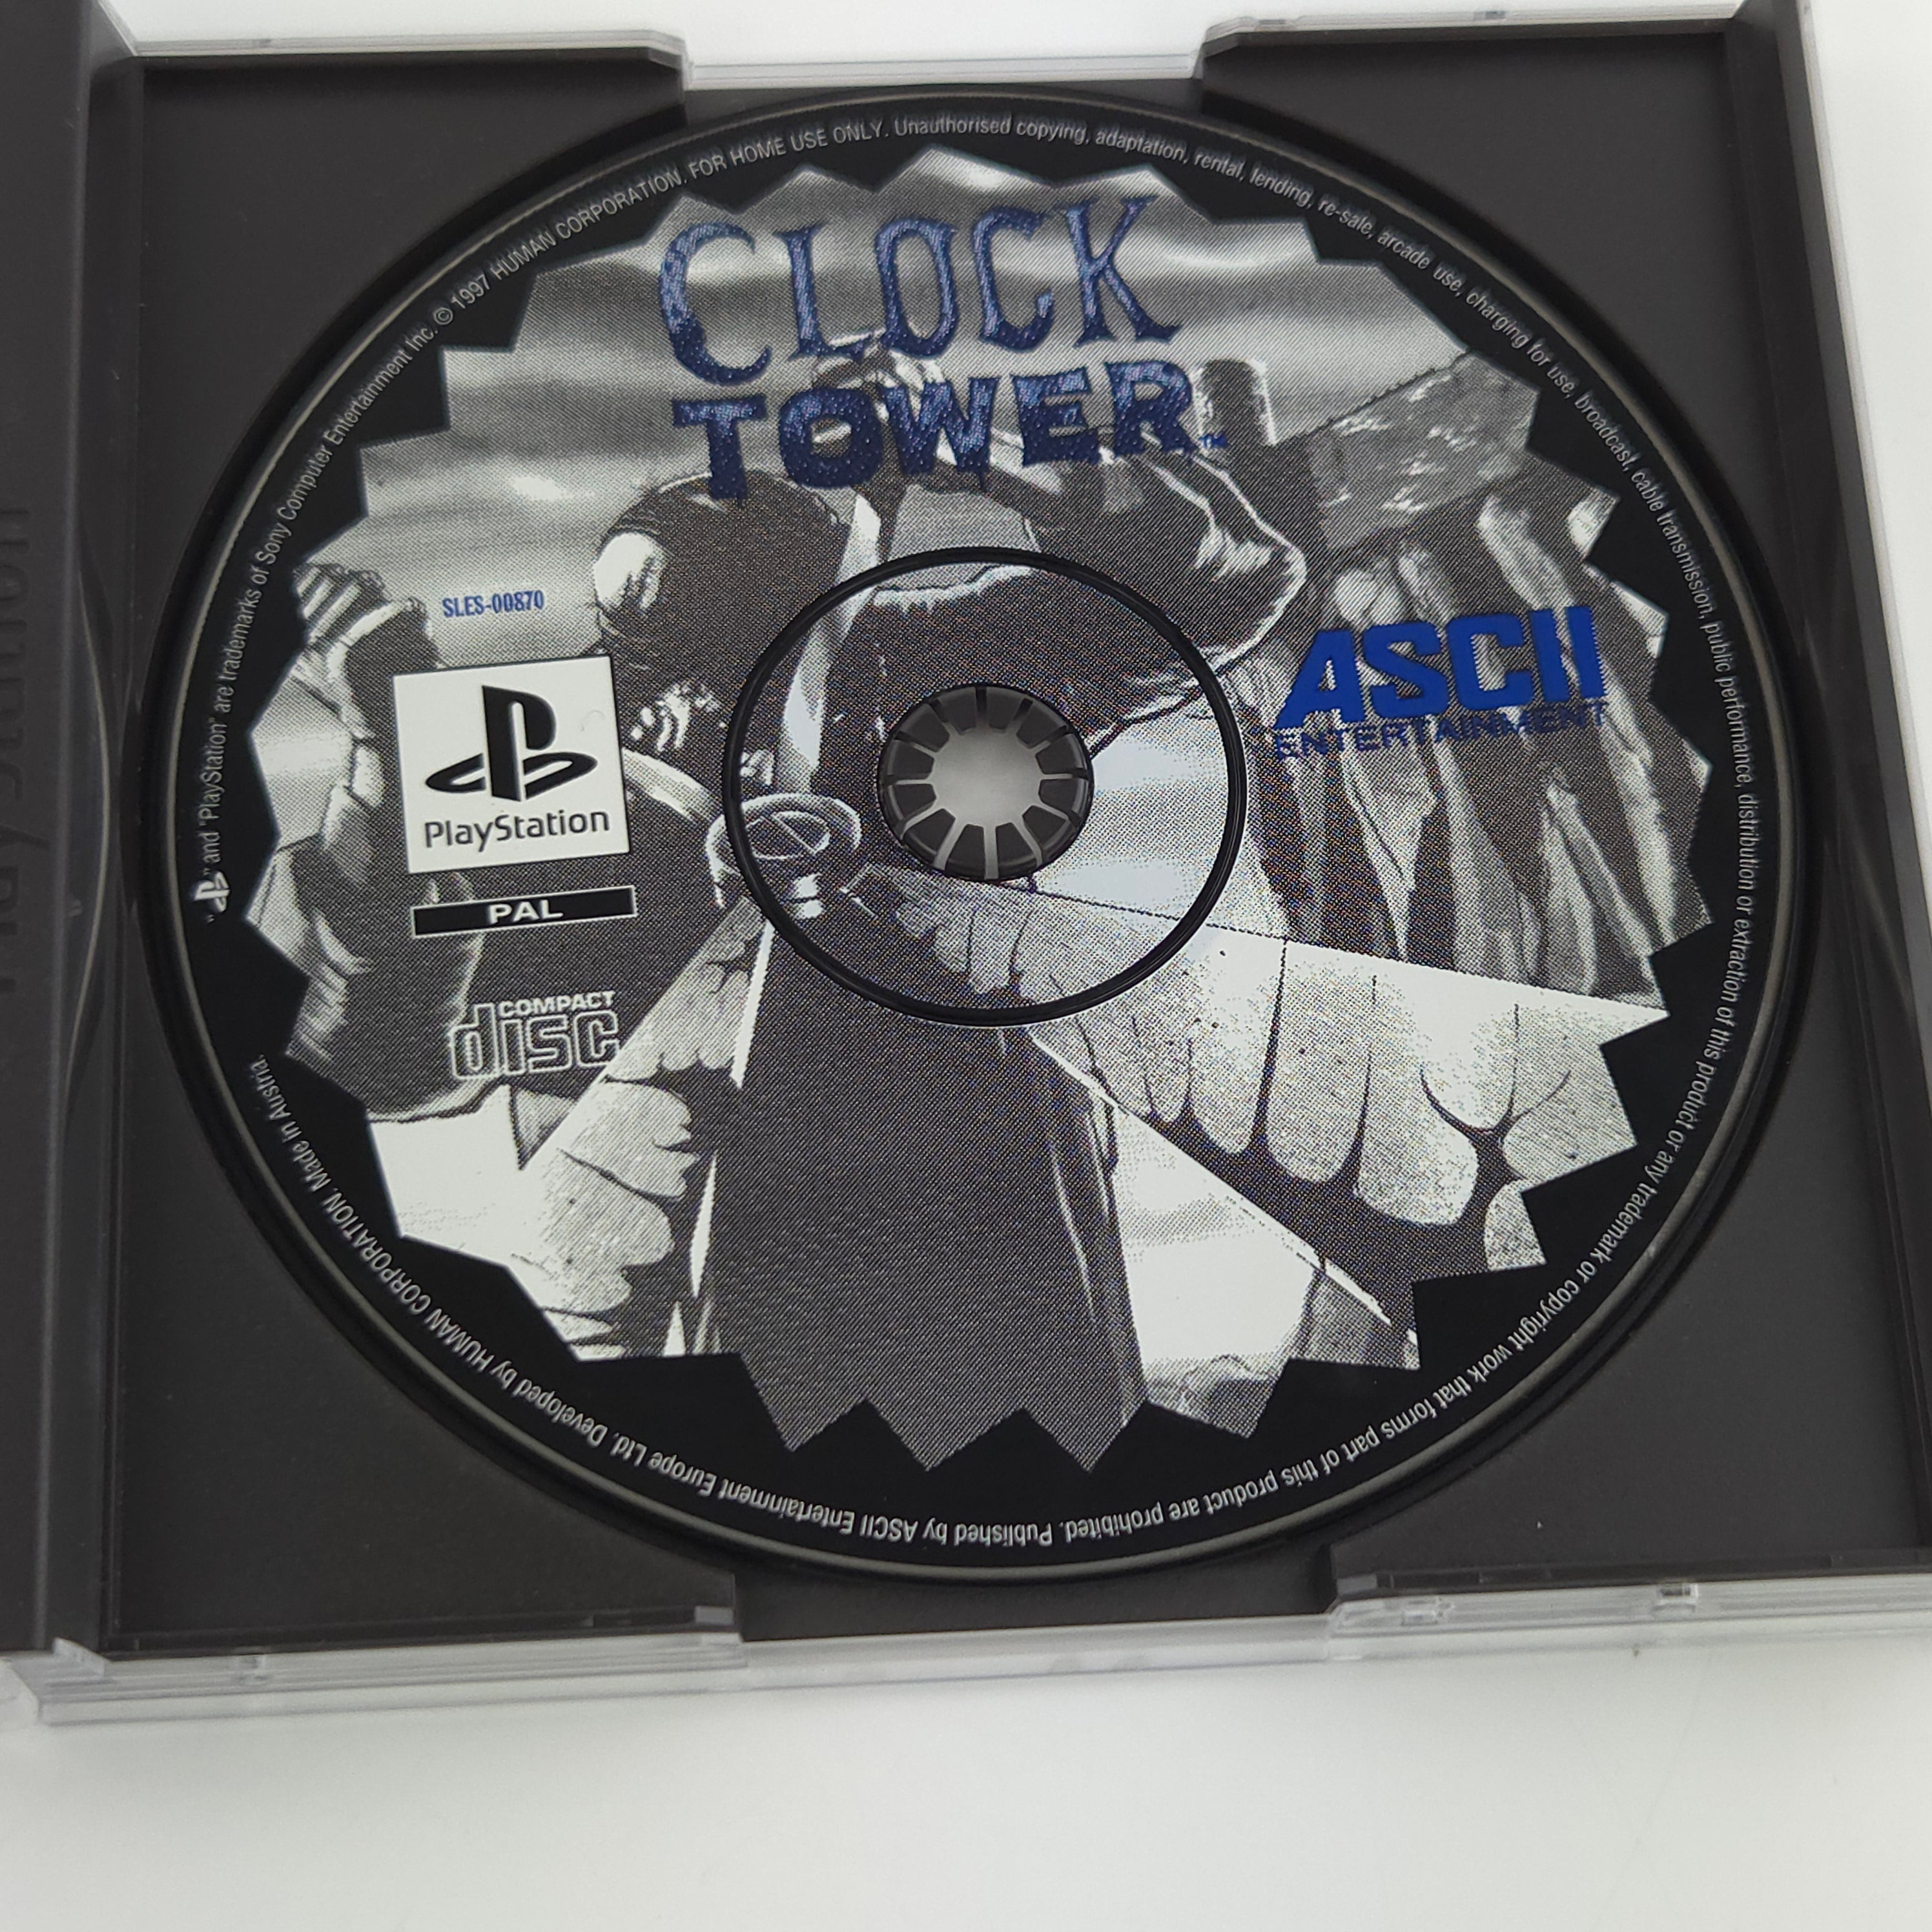 CLOCK
TOWER™
SLES-00870
PlayStation
PAL
COMPACT
disc
ASCII
ENTERTAINMENT
" " and "PlayStation" are trademarks of Sony Computer Entertainment Inc. © 1997 HUMAN CORPORATION. FOR HOME USE ONLY. Unauthorised copying, adaptation, rental, lending, re-sale, arcade use, charging for use, broadcast, cable transmission, public performance, distribution or extraction of this product or any trademark or copyright work that forms part of this product are prohibited. Published by ASCII Entertainment Europe Ltd. Developed by HUMAN CORPORATION. Made in Austria.
PlayStation